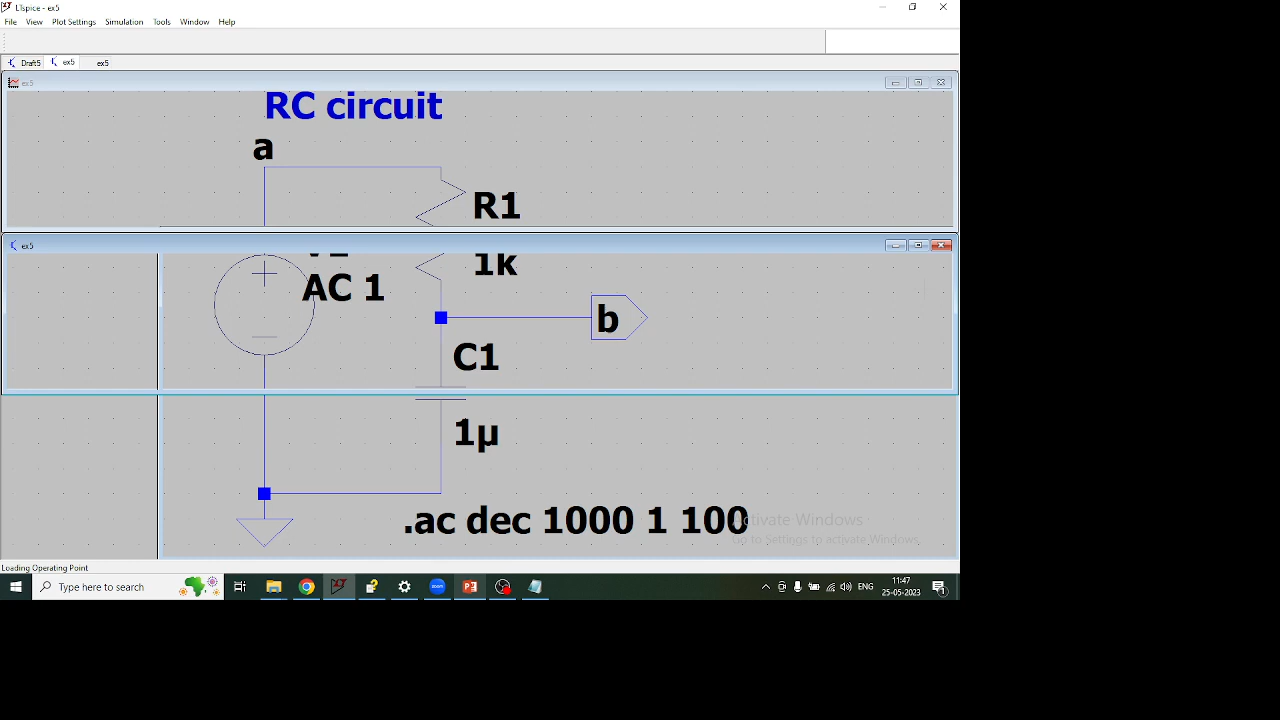 LTspice - ex5
File View Plot Settings Simulation Tools Window Help
Draft5 ex5 ex5
ex5
RC circuit
a
R1
ex5
1k
AC 1
b
C1
1µ
.ac dec 1000 1 100
Activate Windows
Go to Settings to activate Windows.
Loading Operating Point
Type here to search
zoom
ENG
11:47
25-05-2023
1